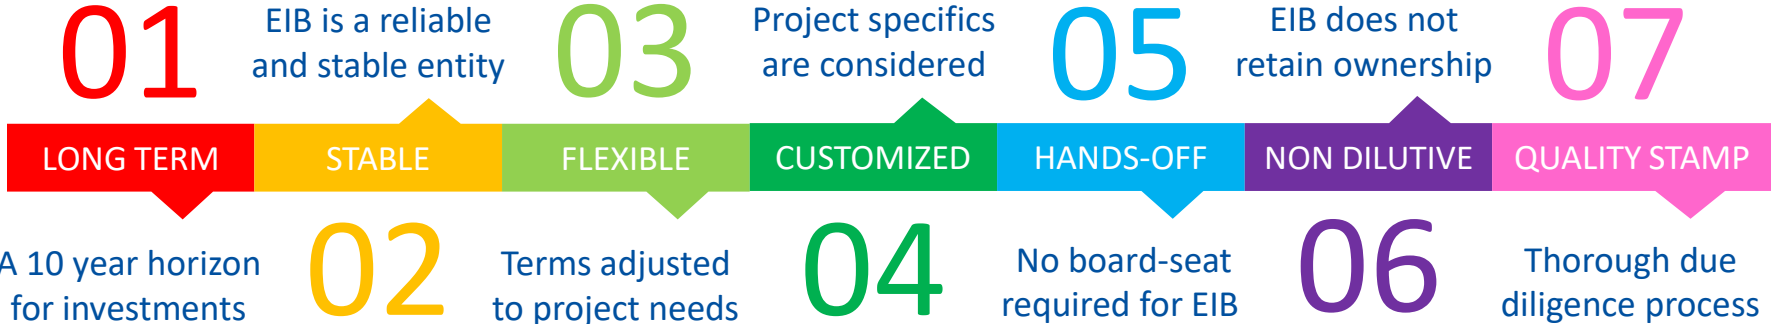 01
LONG TERM
A 10 year horizon
for investments
EIB is a reliable
and stable entity
STABLE
02
03
FLEXIBLE
Terms adjusted
to project needs
Project specifics
are considered
CUSTOMIZED
04
05
HANDS-OFF
No board-seat
required for EIB
EIB does not
retain ownership
NON DILUTIVE
06
07
QUALITY STAMP
Thorough due
diligence process